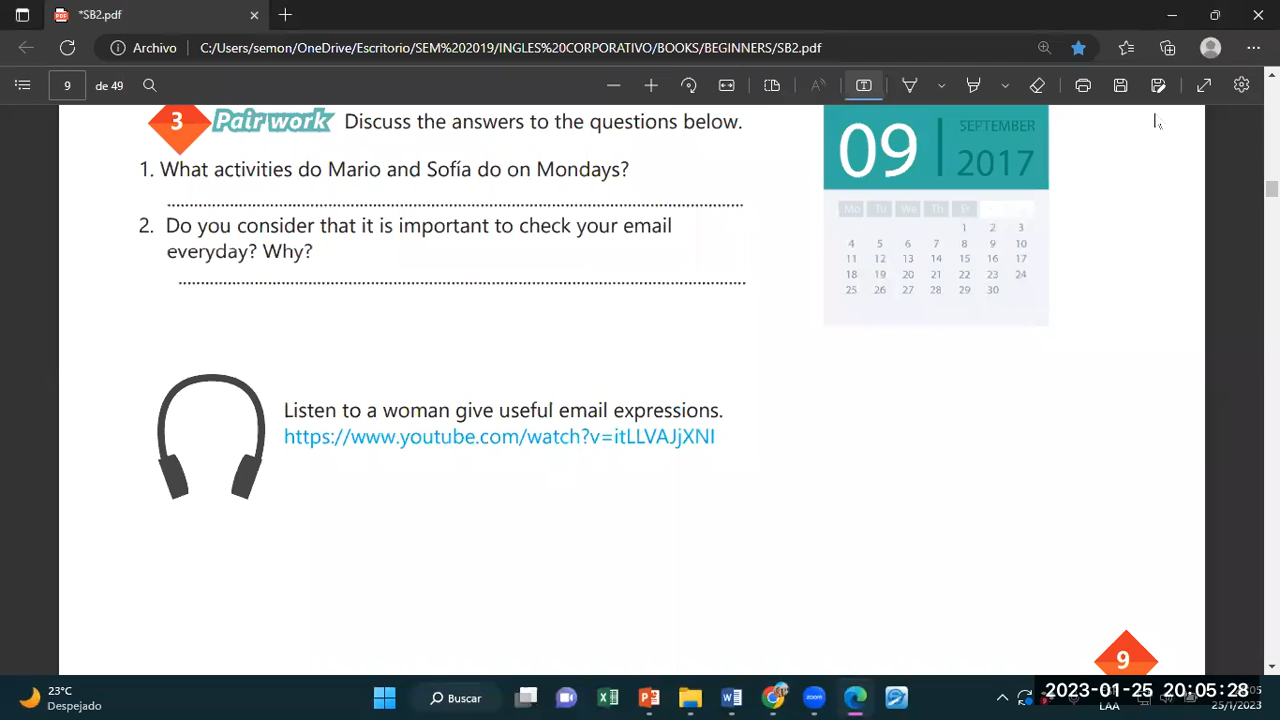 *SB2.pdf
Archivo
C:/Users/semon/OneDrive/Escritorio/SEM%202019/INGLES%20CORPORATIVO/BOOKS/BEGINNERS/SB2.pdf
9
de 49
3
Pair work
Discuss the answers to the questions below.
1. What activities do Mario and Sofía do on Mondays?
2. Do you consider that it is important to check your email
everyday? Why?
09
SEPTEMBER
2017
Mo Tu We Th Fr
1 2 3
4 5 6 7 8 9 10
11 12 13 14 15 16 17
18 19 20 21 22 23 24
25 26 27 28 29 30
Listen to a woman give useful email expressions.
https://www.youtube.com/watch?v=itLLVAJjXNI
9
23°C
Despejado
Buscar
LAA
2023-01-25 20:05:28
25/1/2023